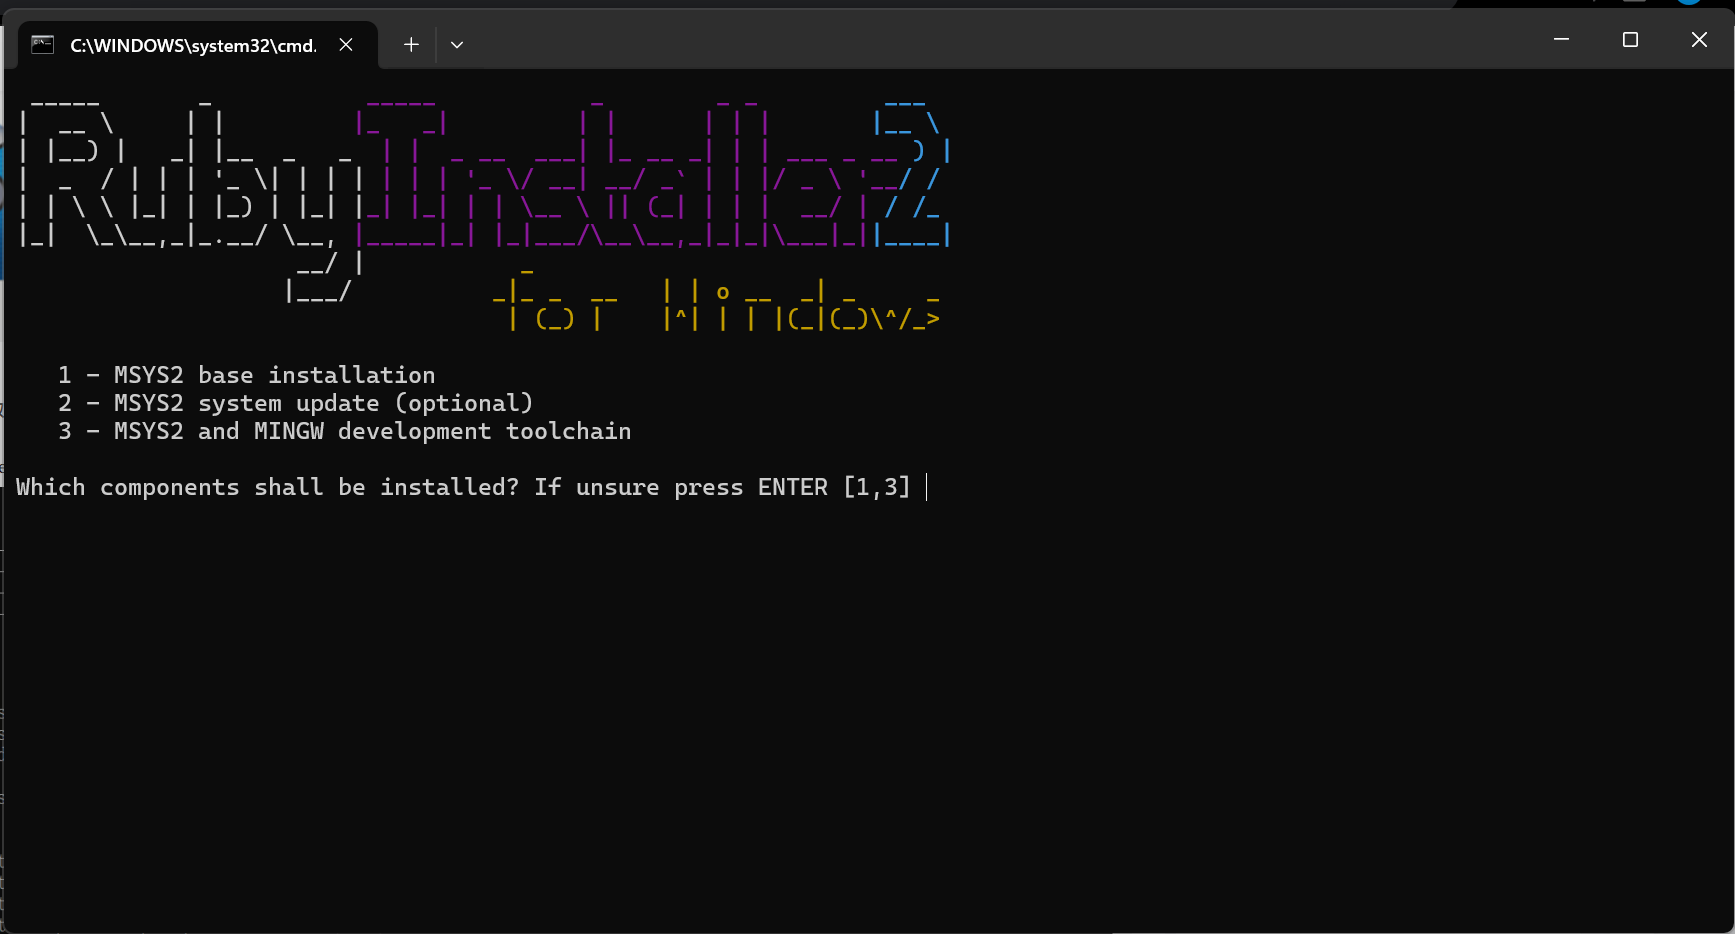 C:\WINDOWS\system32\cmd.
RubyInstaller2
for Windows
1 - MSYS2 base installation
2 - MSYS2 system update (optional)
3 - MSYS2 and MINGW development toolchain
Which components shall be installed? If unsure press ENTER [1,3]